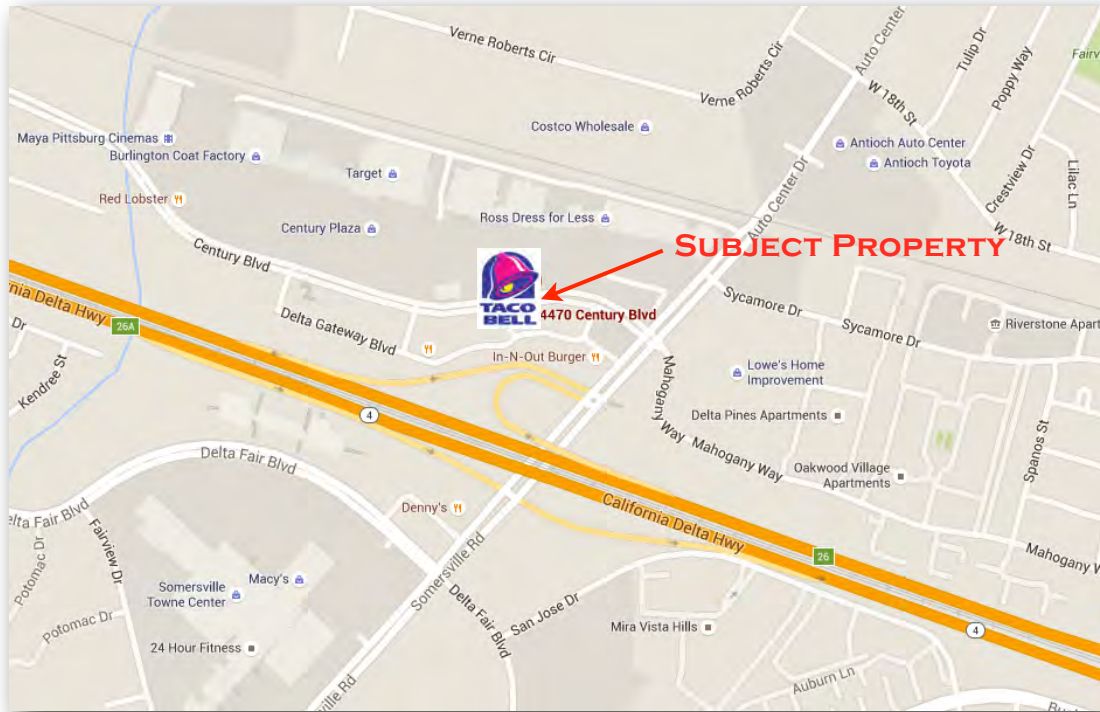 Verne Roberts Cir
Verne Roberts Cir
Auto Center
Tulip Dr
Poppy Way
Fairv
W 18th St
Costco Wholesale
Maya Pittsburg Cinemas
Burlington Coat Factory
Antioch Auto Center
Antioch Toyota
Target
Crestview Dr
Lilac Ln
Red Lobster
Ross Dress for Less
Auto Center Dr
Century Plaza
W 18th St
SUBJECT PROPERTY
Century Blvd
TACO
BELL
4470 Century Blvd
Sycamore Dr
Sycamore Dr
rnia Delta Hwy
26A
Dr
Delta Gateway Blvd
Riverstone Apart
In-N-Out Burger
Lowe's Home
Improvement
Kendree St
Mahogany Way
4
Delta Pines Apartments
Mahogany Way
Spanos St
Delta Fair Blvd
Oakwood Village
Apartments
elta Fair Blvd
Denny's
California Delta Hwy
Fairview Dr
Potomac Dr
26
Mahogany W
Somersville Rd
Macy's
Somersville
Towne Center
Delta Fair Blvd
San Jose Dr
Potomac Dr
Mira Vista Hills
4
24 Hour Fitness
Auburn Ln
ville Rd